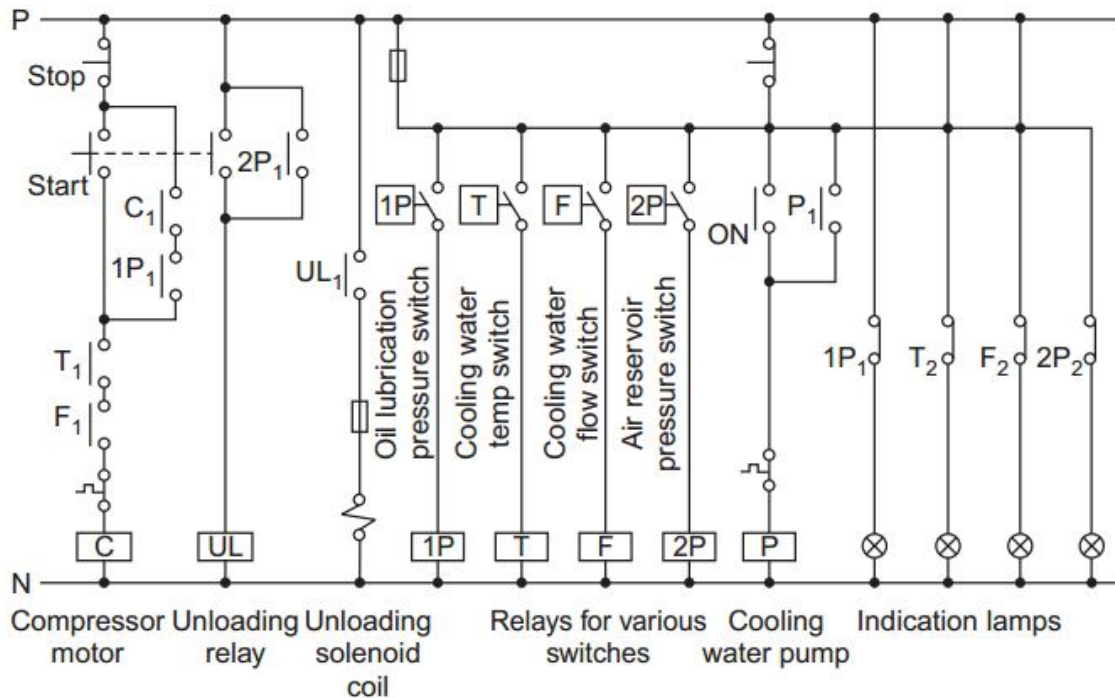 P
Stop
Start
C₁
1P₁
T₁
F₁
C
2P₁
UL
UL₁
Oil lubrication
pressure switch
Cooling water
temp switch
Cooling water
flow switch
Air reservoir
pressure switch
1P
T
F
2P
1P
T
F
2P
ON
P₁
P
1P₁
T₂
F₂
2P₂
N
Compressor
motor
Unloading
relay
Unloading
solenoid
coil
Relays for various
switches
Cooling
water pump
Indication lamps